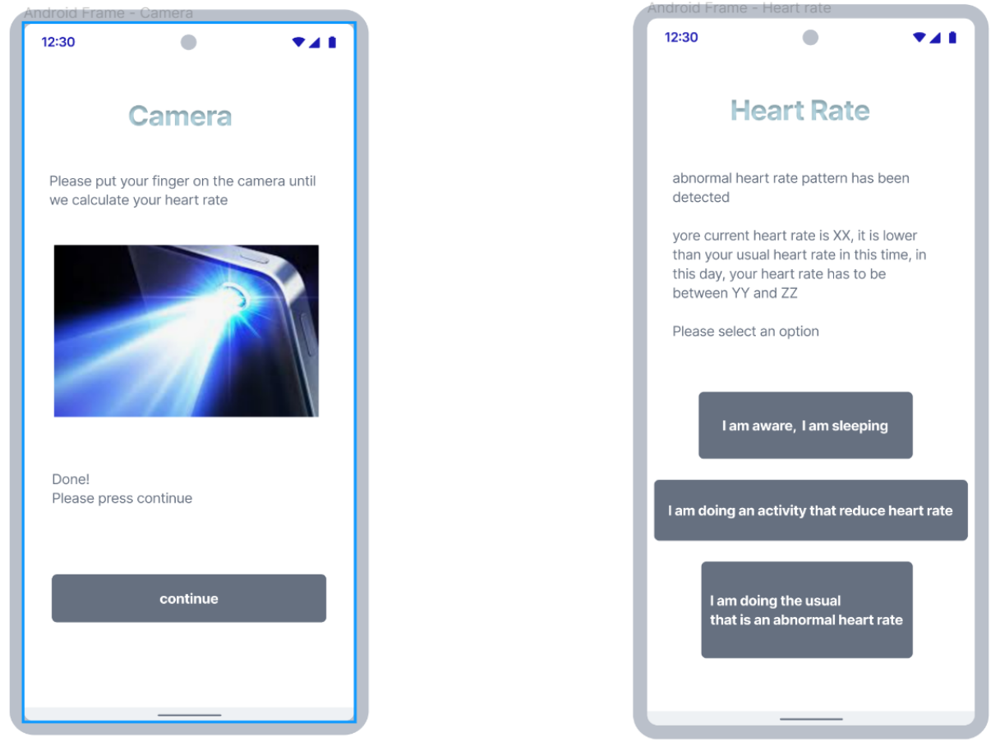 Android Frame - Camera
12:30
Camera
Please put your finger on the camera until
we calculate your heart rate
Done!
Please press continue
continue
Android Frame - Heart rate
12:30
Heart Rate
abnormal heart rate pattern has been
detected
yore current heart rate is XX, it is lower
than your usual heart rate in this time, in
this day, your heart rate has to be
between YY and ZZ
Please select an option
I am aware, I am sleeping
I am doing an activity that reduce heart rate
I am doing the usual
that is an abnormal heart rate